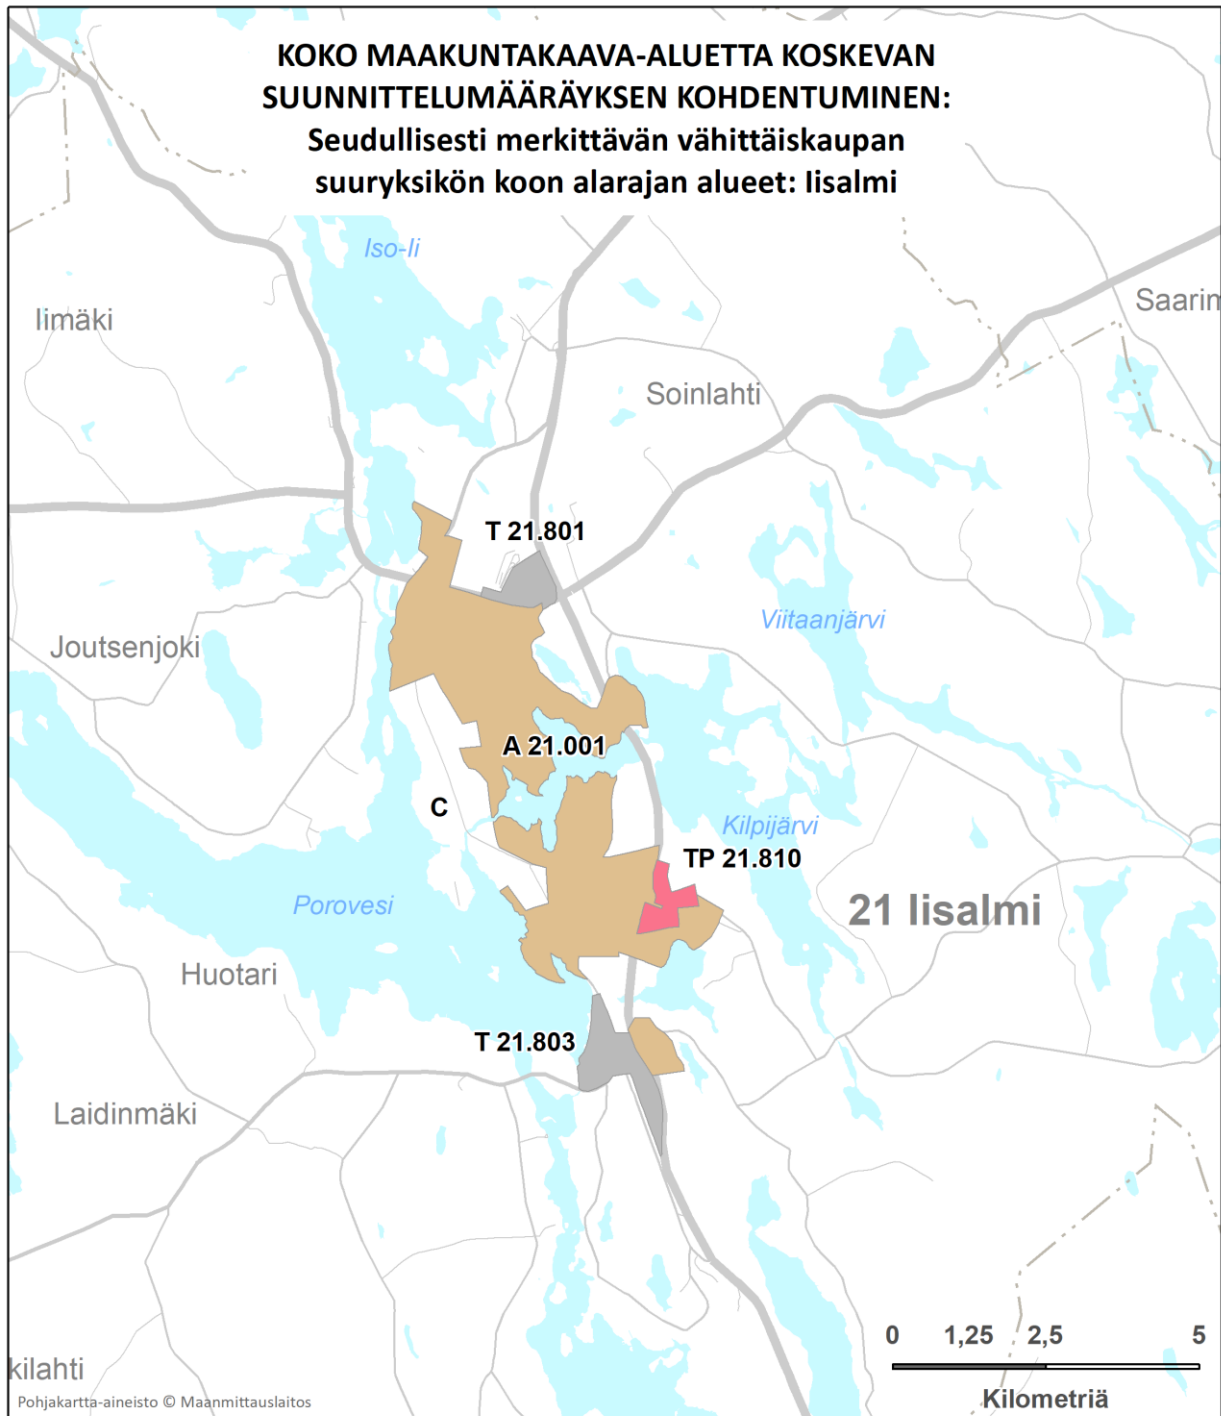 KOKO MAAKUNTAKAAVA-ALUETTA KOSKEVAN
SUUNNITTELUMÄÄRÄYKSEN KOHDENTUMINEN:
Seudullisesti merkittävän vähittäiskaupan
suuryksikön koon alarajan alueet: Iisalmi
Iso-Ii
Iimäki
Saarim
Soinlahti
T 21.801
Viitaanjärvi
Joutsenjoki
A 21.001
C
Kilpijärvi
TP 21.810
Porovesi
21 Iisalmi
Huotari
T 21.803
Laidinmäki
0 1,25 2,5 5
Kilometriä
kilahti
Pohjakartta-aineisto © Maanmittauslaitos